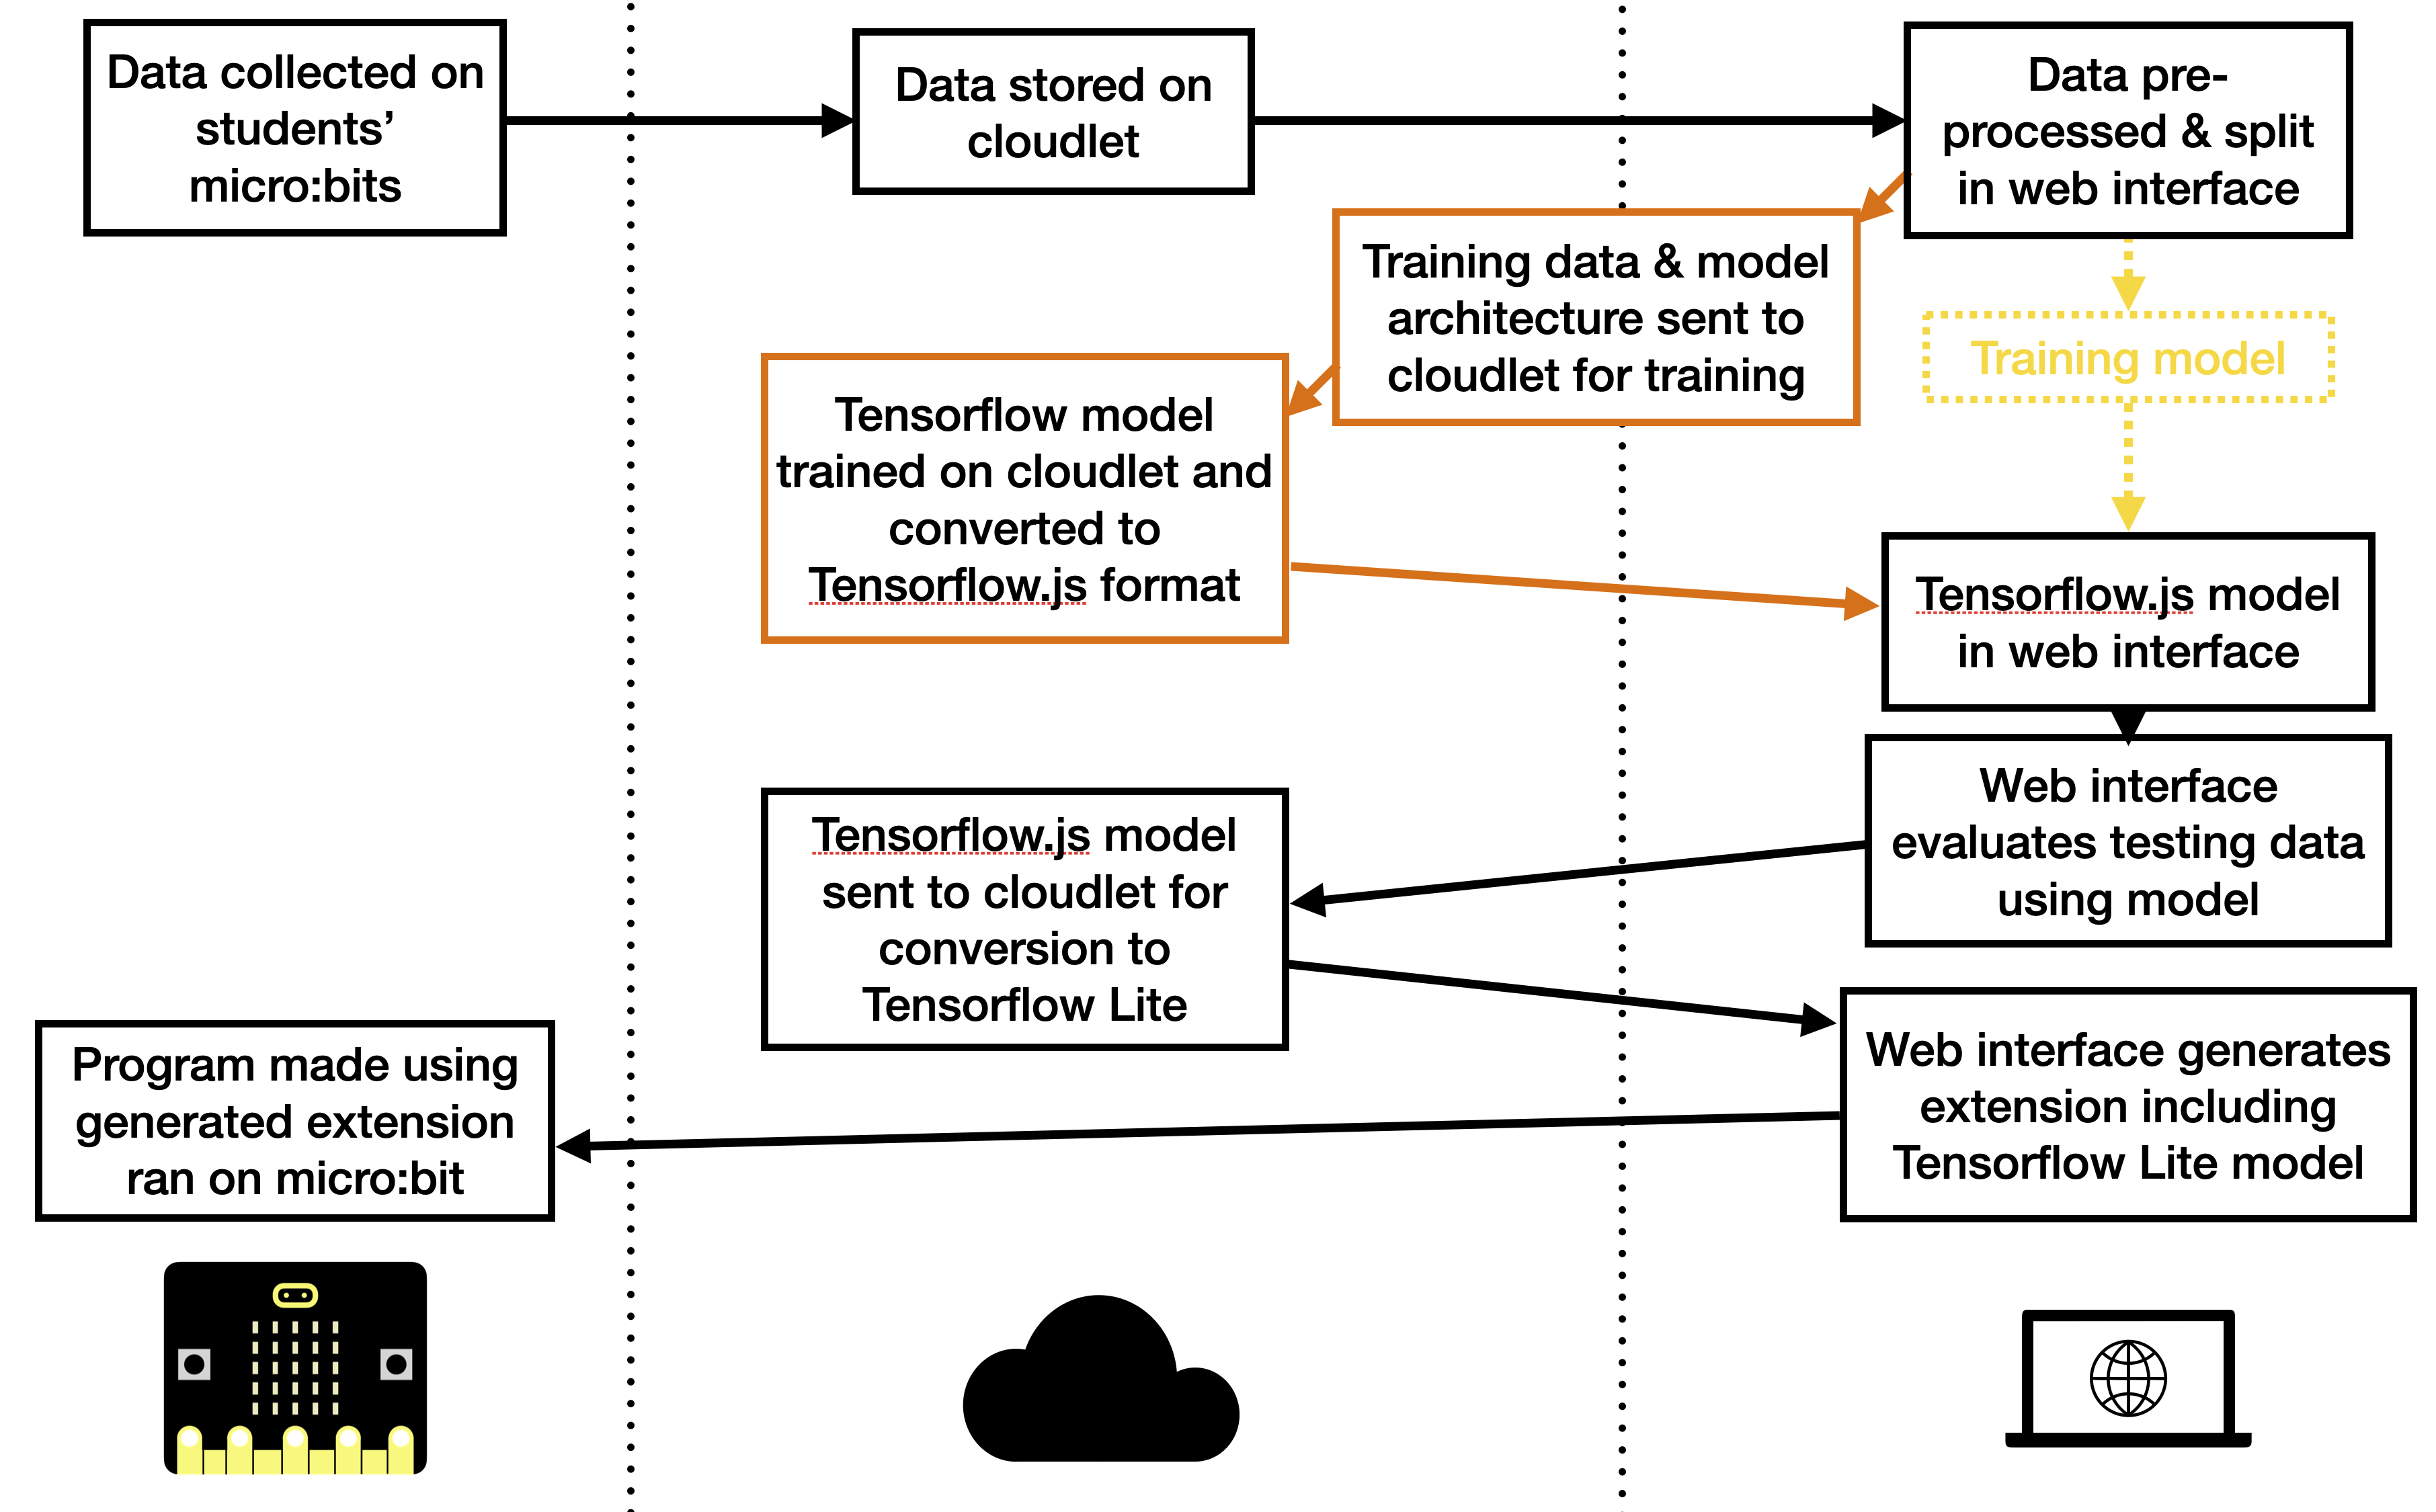 Data collected on
students’
micro:bits
Data stored on
cloudlet
Data pre-
processed & split
in web interface
Training data & model
architecture sent to
cloudlet for training
Training model
Tensorflow model
trained on cloudlet and
converted to
Tensorflow.js format
Tensorflow.js model
in web interface
Web interface
evaluates testing data
using model
Tensorflow.js model
sent to cloudlet for
conversion to
Tensorflow Lite
Web interface generates
extension including
Tensorflow Lite model
Program made using
generated extension
ran on micro:bit